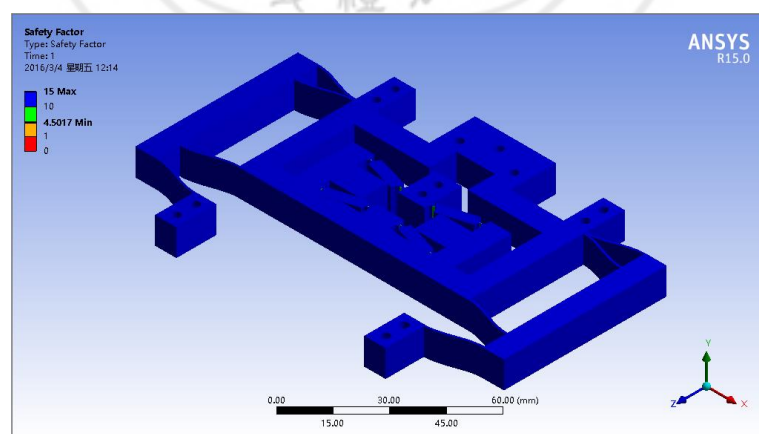 Safety Factor
Type: Safety Factor
Time: 1
2016/3/4 星期五 12:14
15 Max
10
4.5017 Min
1
0
ANSYS
R15.0
Y
Z
X
0.00 30.00 60.00 (mm)
15.00 45.00